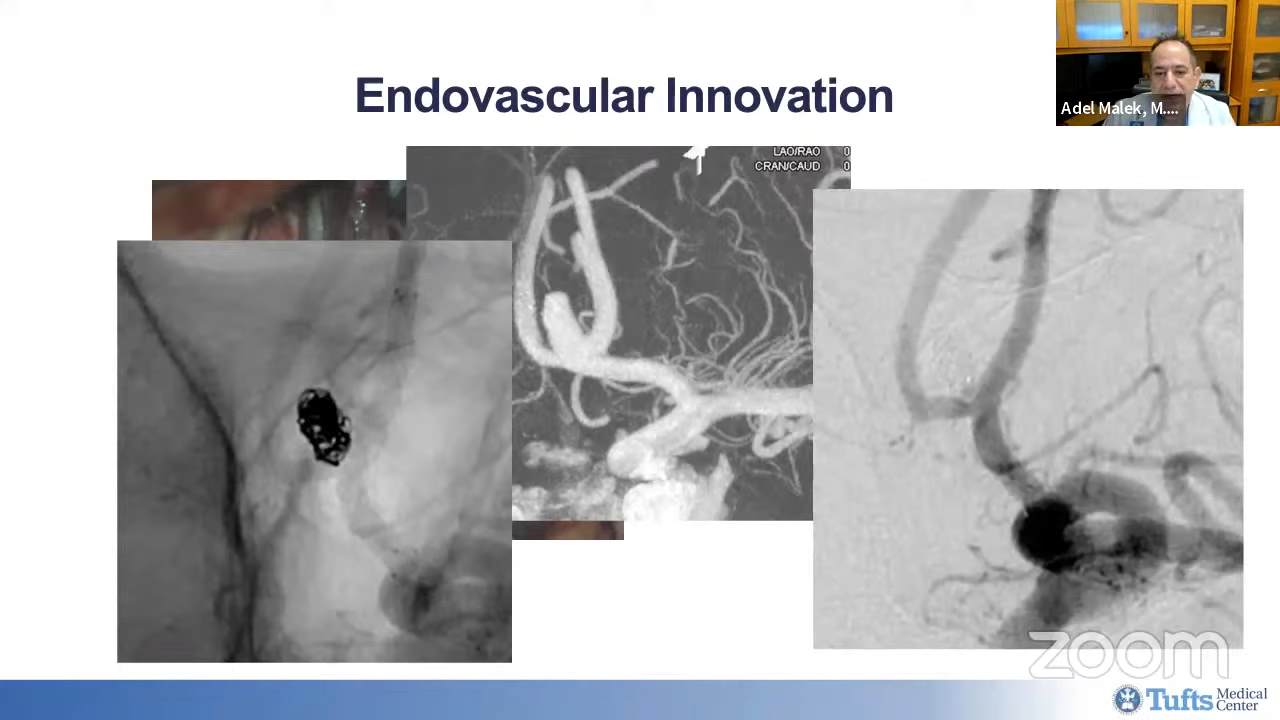 Endovascular Innovation
Adel Malek, M....
LAO/RAO 0
CRAN/CAUD 0
zoom
Tufts Medical Center